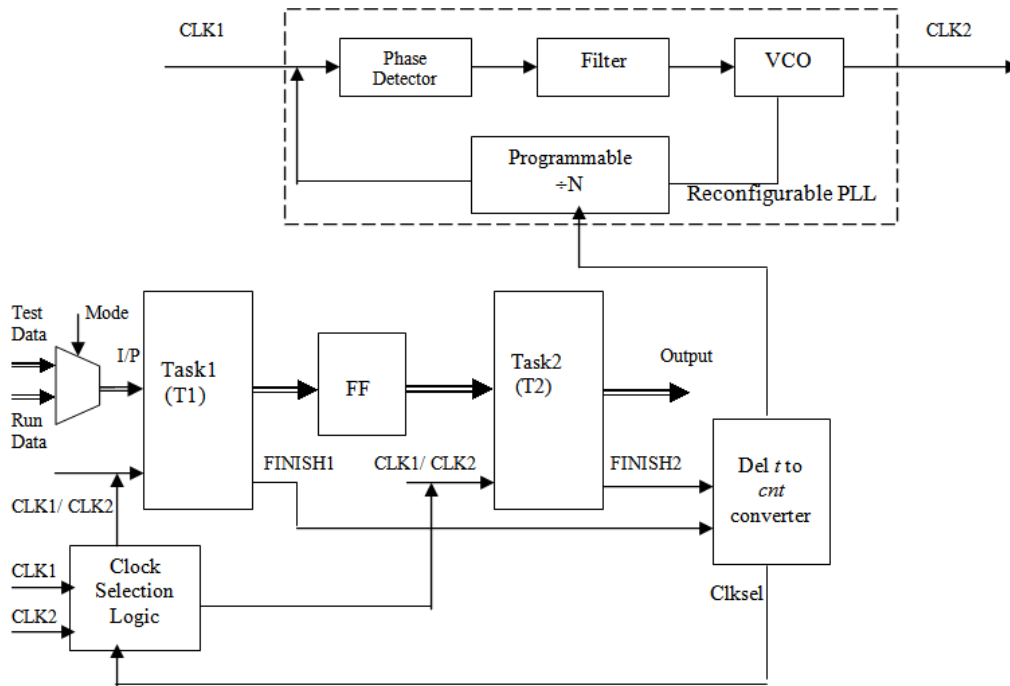 CLK1
CLK2
Phase
Detector
Filter
VCO
Programmable
÷N
Reconfigurable PLL
Test
Data
Mode
I/P
Run
Data
Task1
(T1)
FF
Task2
(T2)
Output
FINISH1
CLK1/ CLK2
FINISH2
Del t to
cnt
converter
CLK1/ CLK2
CLK1
CLK2
Clock
Selection
Logic
Clksel